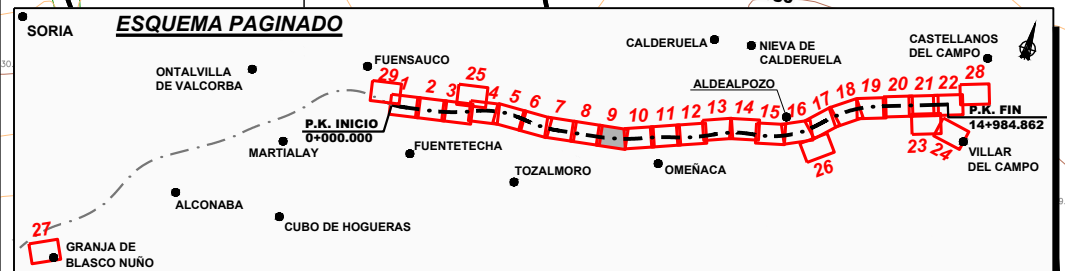 ESQUEMA PAGINADO
SORIA
ONTALVILLA
DE VALCORBA
FUENSAUCO
CALDERUELA
NIEVA DE
CALDERUELA
CASTELLANOS
DEL CAMPO
ALDEALPOZO
29 1 2 3 25 4 5 6 7 8 9 10 11 12 13 14 15 16 17 18 19 20 21 22 28
P.K. INICIO
0+000.000
P.K. FIN
14+984.862
MARTIALAY
FUENTETECHA
TOZALMORO
OMEÑACA
26
23
24
VILLAR
DEL CAMPO
ALCONABA
CUBO DE HOGUERAS
27
GRANJA DE
BLASCO NUÑO